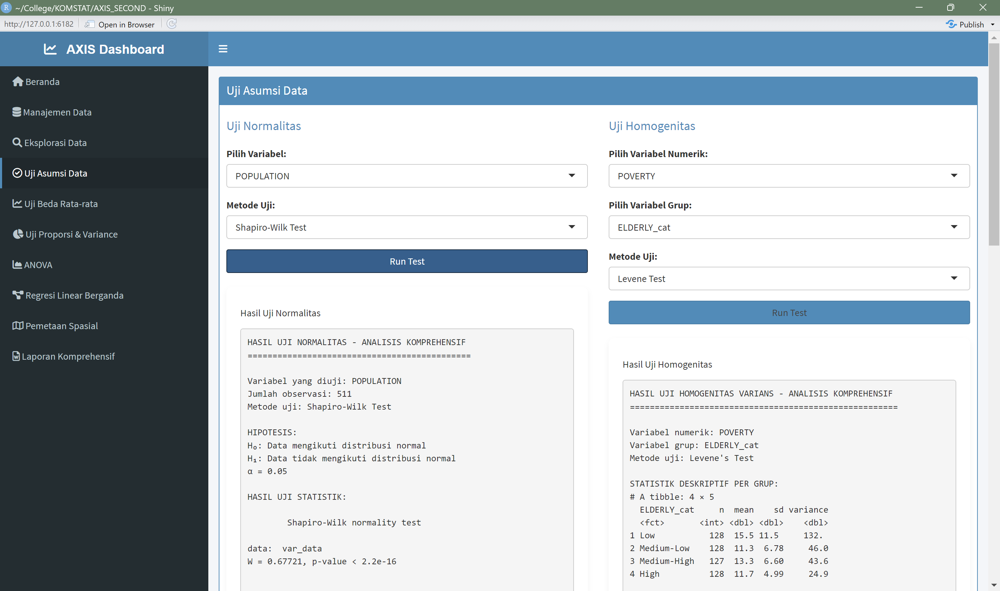 R ~/College/KOMSTAT/AXIS_SECOND - Shiny
http://127.0.0.1:6182 Open in Browser Publish
AXIS Dashboard
Beranda
Manajemen Data
Eksplorasi Data
Uji Asumsi Data
Uji Beda Rata-rata
Uji Proporsi & Variance
ANOVA
Regresi Linear Berganda
Pemetaan Spasial
W Laporan Komprehensif
Uji Asumsi Data
Uji Normalitas
Pilih Variabel:
POPULATION
Metode Uji:
Shapiro-Wilk Test
Run Test
Hasil Uji Normalitas
HASIL UJI NORMALITAS - ANALISIS KOMPREHENSIF
=============================================
Variabel yang diuji: POPULATION
Jumlah observasi: 511
Metode uji: Shapiro-Wilk Test
HIPOTESIS:
H₀: Data mengikuti distribusi normal
H₁: Data tidak mengikuti distribusi normal
α = 0.05
HASIL UJI STATISTIK:
Shapiro-Wilk normality test
data:  var_data
W = 0.67721, p-value < 2.2e-16
Uji Homogenitas
Pilih Variabel Numerik:
POVERTY
Pilih Variabel Grup:
ELDERLY_cat
Metode Uji:
Levene Test
Run Test
Hasil Uji Homogenitas
HASIL UJI HOMOGENITAS VARIANS - ANALISIS KOMPREHENSIF
======================================================
Variabel numerik: POVERTY
Variabel grup: ELDERLY_cat
Metode uji: Levene's Test
STATISTIK DESKRIPTIF PER GRUP:
# A tibble: 4 × 5
  ELDERLY_cat     n  mean    sd variance
  <fct>       <int> <dbl> <dbl>    <dbl>
1 Low           128  15.5 11.5     132.
2 Medium-Low    128  11.3  6.78     46.0
3 Medium-High   127  13.3  6.60     43.6
4 High          128  11.7  4.99     24.9